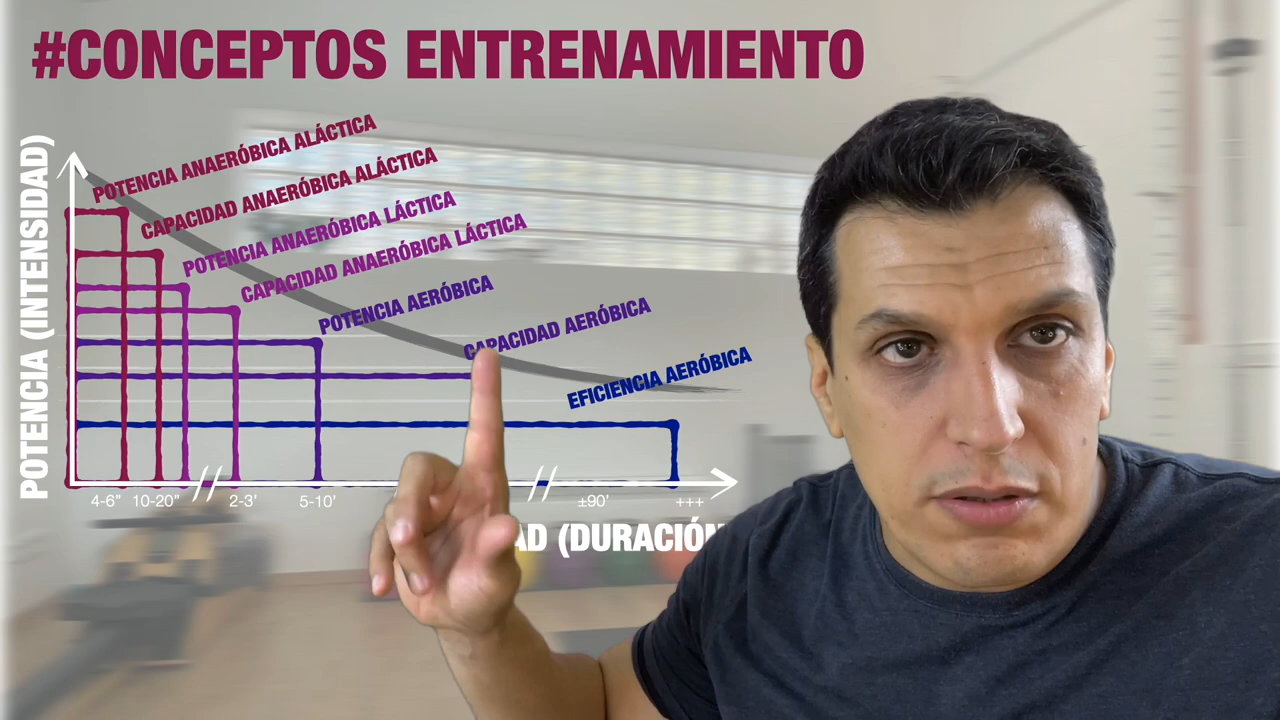 #CONCEPTOS ENTRENAMIENTO
POTENCIA (INTENSIDAD)
POTENCIA ANAERÓBICA ALÁCTICA
CAPACIDAD ANAERÓBICA ALÁCTICA
POTENCIA ANAERÓBICA LÁCTICA
CAPACIDAD ANAERÓBICA LÁCTICA
POTENCIA AERÓBICA
CAPACIDAD AERÓBICA
EFICIENCIA AERÓBICA
4-6" 10-20" 2-3' 5-10' ±90' +++
(DURACIÓN